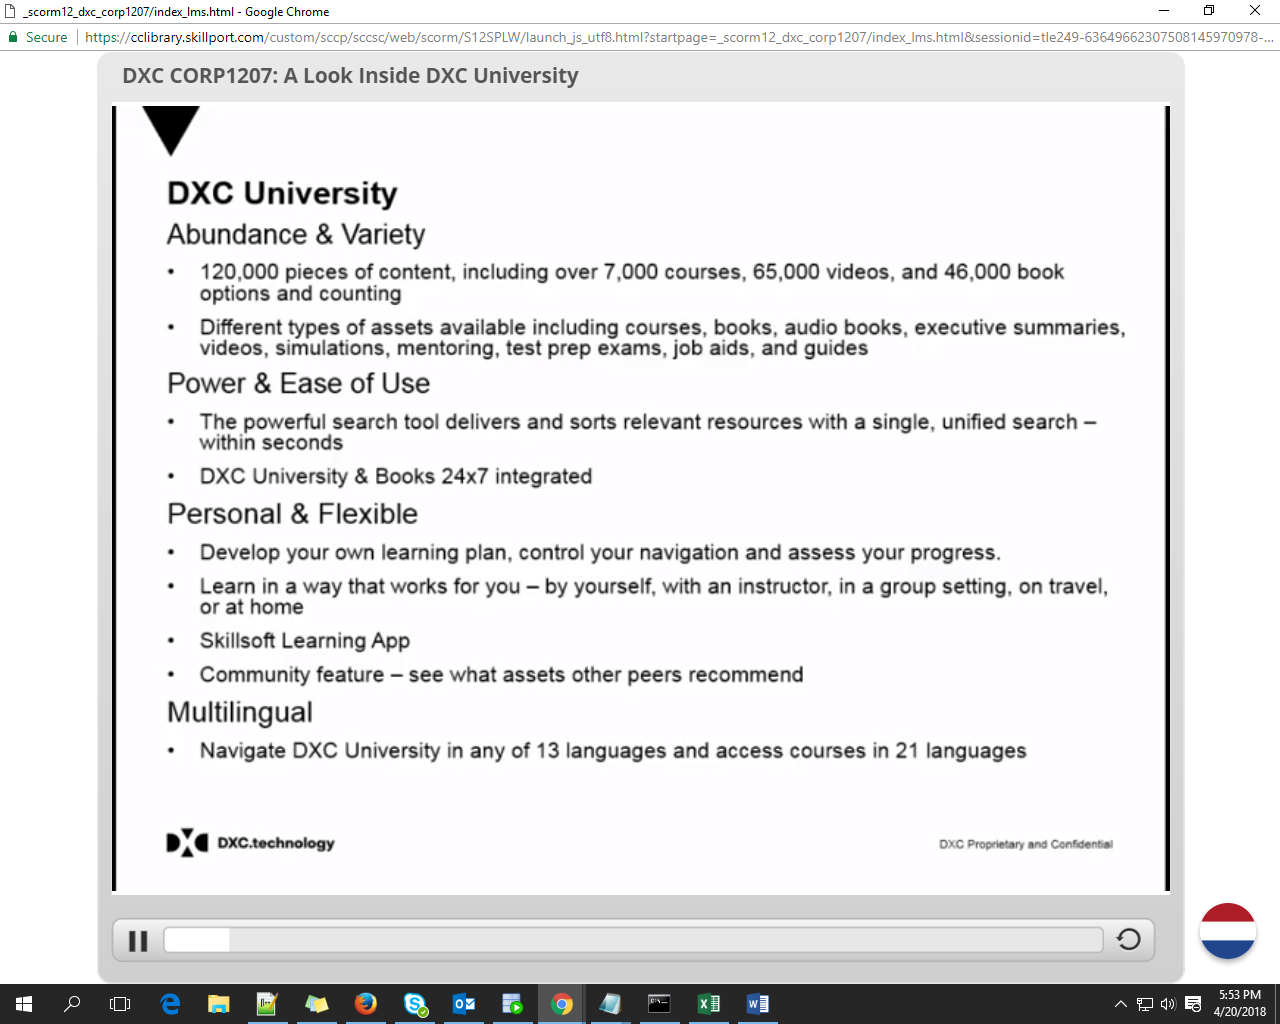 _scorm12_dxc_corp1207/index_lms.html - Google Chrome
Secure
https://cclibrary.skillport.com/custom/sccp/sccsc/web/scorm/S12SPLW/launch_js_utf8.html?startpage=_scorm12_dxc_corp1207/index_lms.html&sessionid=tle249-63649662307508145970978-...
DXC CORP1207: A Look Inside DXC University
DXC University
Abundance & Variety
• 120,000 pieces of content, including over 7,000 courses, 65,000 videos, and 46,000 book
options and counting
• Different types of assets available including courses, books, audio books, executive summaries,
videos, simulations, mentoring, test prep exams, job aids, and guides
Power & Ease of Use
• The powerful search tool delivers and sorts relevant resources with a single, unified search –
within seconds
• DXC University & Books 24x7 integrated
Personal & Flexible
• Develop your own learning plan, control your navigation and assess your progress.
• Learn in a way that works for you – by yourself, with an instructor, in a group setting, on travel,
or at home
• Skillsoft Learning App
• Community feature – see what assets other peers recommend
Multilingual
• Navigate DXC University in any of 13 languages and access courses in 21 languages
DXC.technology
DXC Proprietary and Confidential
5:53 PM
4/20/2018